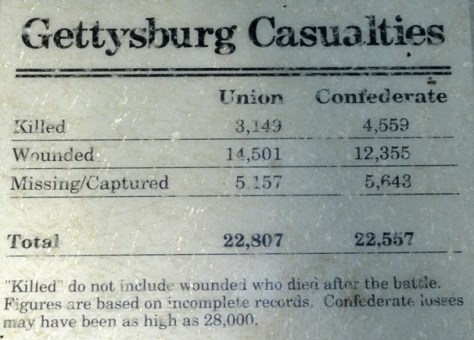 Gettysburg Casualties
Union Confederate
Killed 3,149 4,559
Wounded 14,501 12,355
Missing/Captured 5,157 5,643
Total 22,807 22,557
"Killed" do not include wounded who died after the battle.
Figures are based on incomplete records. Confederate losses
may have been as high as 28,000.